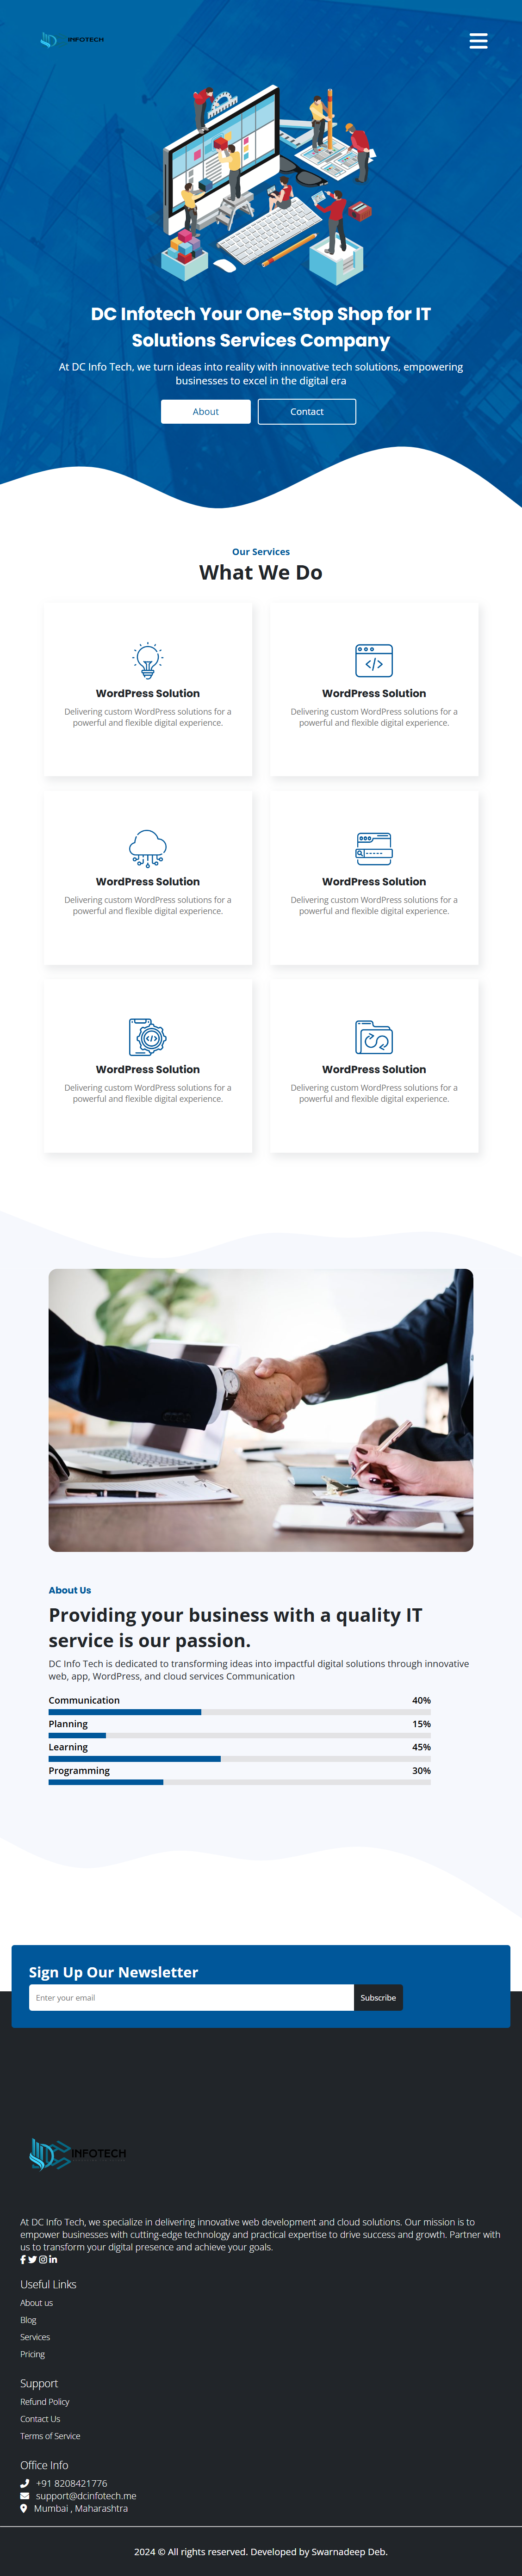 INFOTECH
DC Infotech Your One-Stop Shop for IT
Solutions Services Company
At DC Info Tech, we turn ideas into reality with innovative tech solutions, empowering
businesses to excel in the digital era
About
Contact
Our Services
What We Do
WordPress Solution
Delivering custom WordPress solutions for a
powerful and flexible digital experience.
WordPress Solution
Delivering custom WordPress solutions for a
powerful and flexible digital experience.
WordPress Solution
Delivering custom WordPress solutions for a
powerful and flexible digital experience.
WordPress Solution
Delivering custom WordPress solutions for a
powerful and flexible digital experience.
WordPress Solution
Delivering custom WordPress solutions for a
powerful and flexible digital experience.
WordPress Solution
Delivering custom WordPress solutions for a
powerful and flexible digital experience.
About Us
Providing your business with a quality IT
service is our passion.
DC Info Tech is dedicated to transforming ideas into impactful digital solutions through innovative
web, app, WordPress, and cloud services Communication
Communication 40%
Planning 15%
Learning 45%
Programming 30%
Sign Up Our Newsletter
Enter your email
Subscribe
INFOTECH
At DC Info Tech, we specialize in delivering innovative web development and cloud solutions. Our mission is to
empower businesses with cutting-edge technology and practical expertise to drive success and growth. Partner with
us to transform your digital presence and achieve your goals.
Useful Links
About us
Blog
Services
Pricing
Support
Refund Policy
Contact Us
Terms of Service
Office Info
+91 8208421776
support@dcinfotech.me
Mumbai , Maharashtra
2024 © All rights reserved. Developed by Swarnadeep Deb.